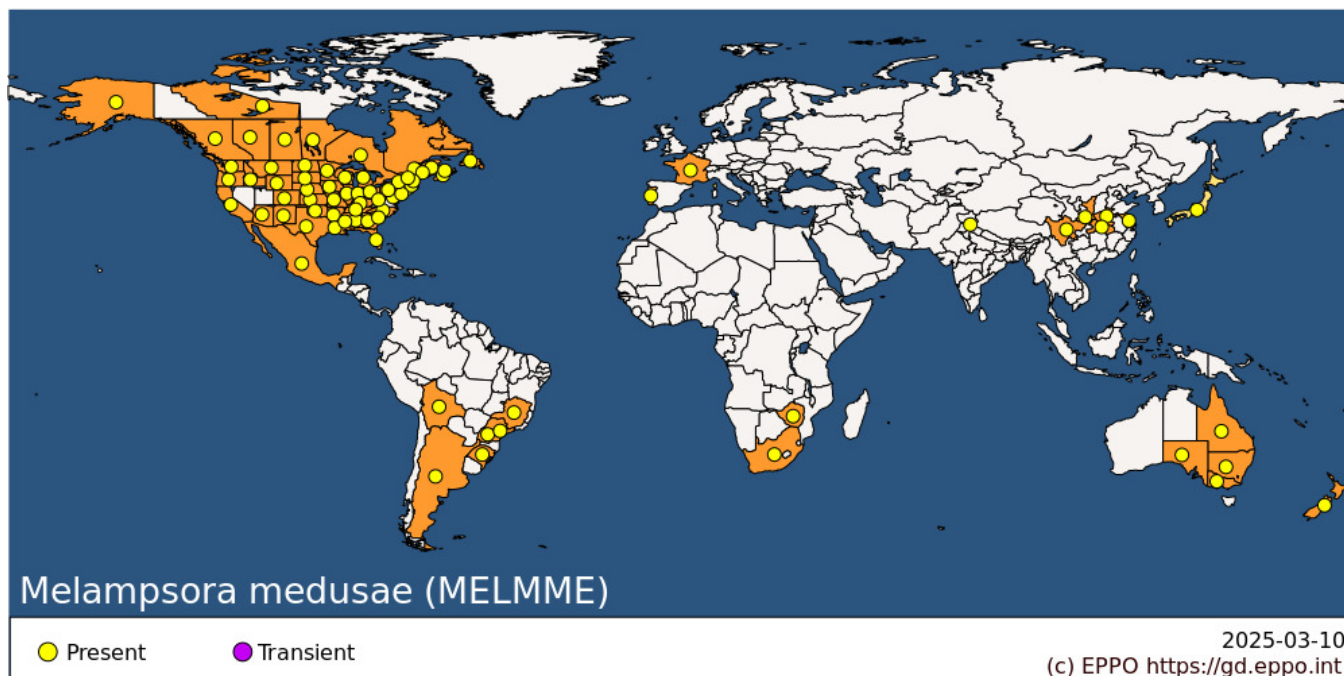 Melampsora medusae (MELMME)
Present
Transient
2025-03-10
(c) EPPO https://gd.eppo.int